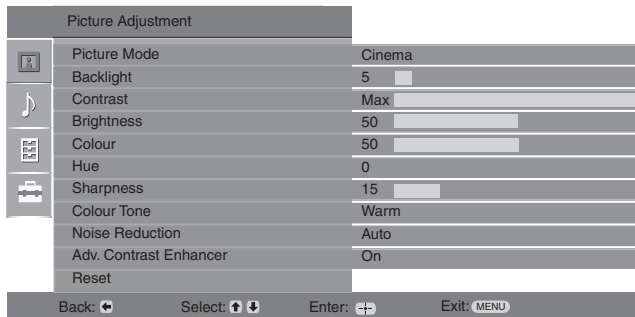 Picture Adjustment
Picture Mode Cinema
Backlight 5
Contrast Max
Brightness 50
Colour 50
Hue 0
Sharpness 15
Colour Tone Warm
Noise Reduction Auto
Adv. Contrast Enhancer On
Reset
Back: Select: Enter: Exit: MENU